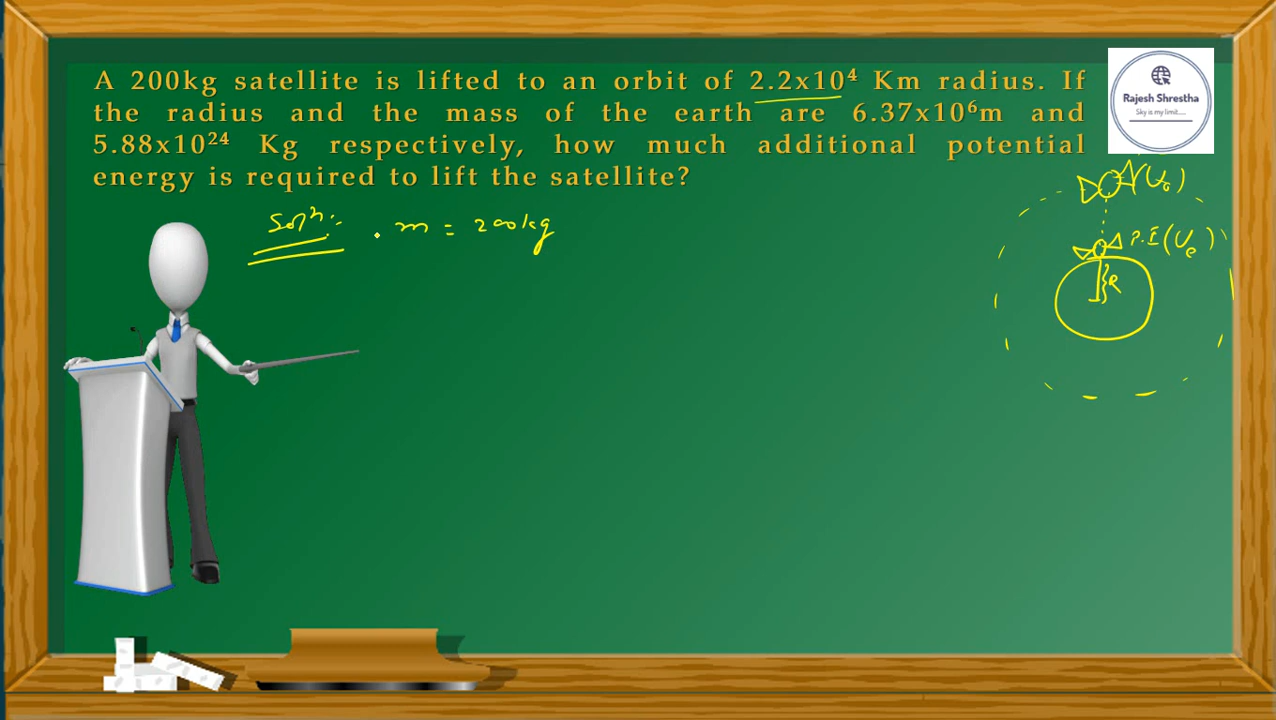 A 200kg satellite is lifted to an orbit of 2.2x10⁴ Km radius. If
the radius and the mass of the earth are 6.37x10⁶m and
5.88x10²⁴ Kg respectively, how much additional potential
energy is required to lift the satellite?
Rajesh Shrestha
Sky is my limit.....
(U₀)
Solⁿ:- m = 200kg
P.E(Uₑ)
R